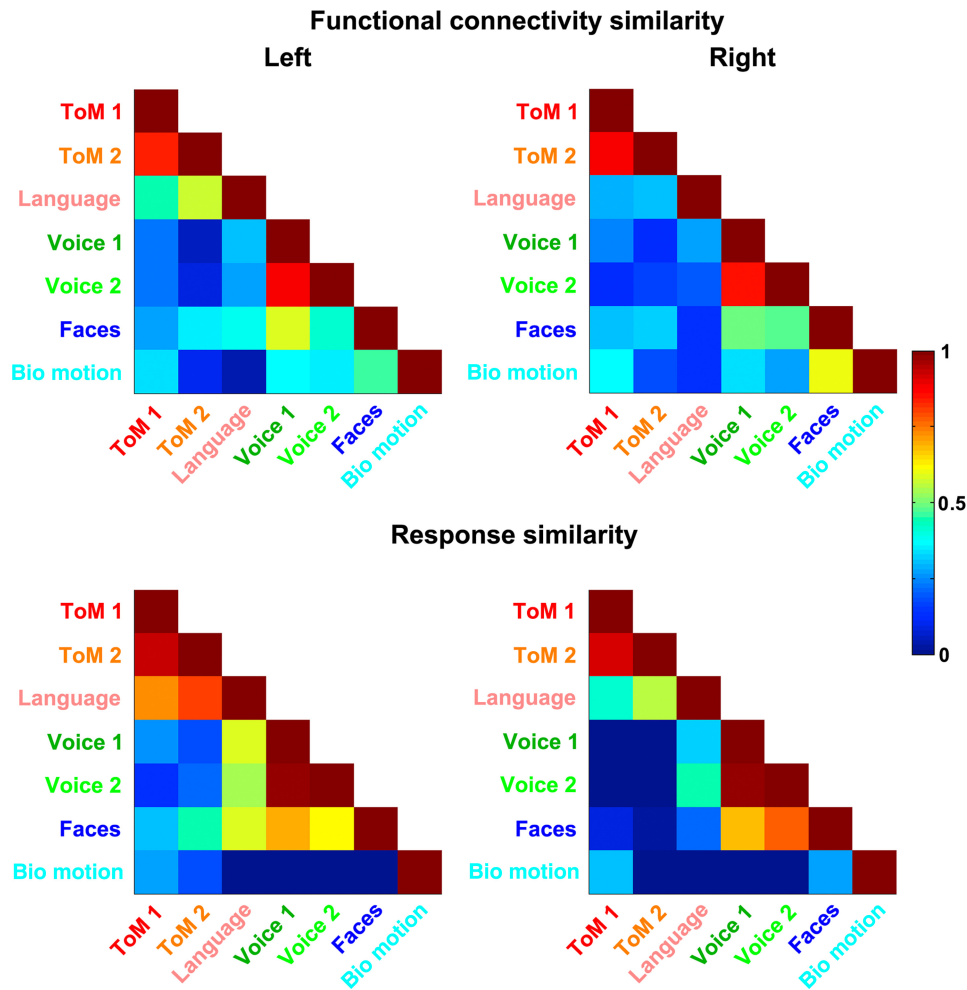 Functional connectivity similarity
Left
Right
ToM 1
ToM 2
Language
Voice 1
Voice 2
Faces
Bio motion
ToM 1
ToM 2
Language
Voice 1
Voice 2
Faces
Bio motion
ToM 1
ToM 2
Language
Voice 1
Voice 2
Faces
Bio motion
ToM 1
ToM 2
Language
Voice 1
Voice 2
Faces
Bio motion
1
0.5
0
Response similarity
ToM 1
ToM 2
Language
Voice 1
Voice 2
Faces
Bio motion
ToM 1
ToM 2
Language
Voice 1
Voice 2
Faces
Bio motion
ToM 1
ToM 2
Language
Voice 1
Voice 2
Faces
Bio motion
ToM 1
ToM 2
Language
Voice 1
Voice 2
Faces
Bio motion